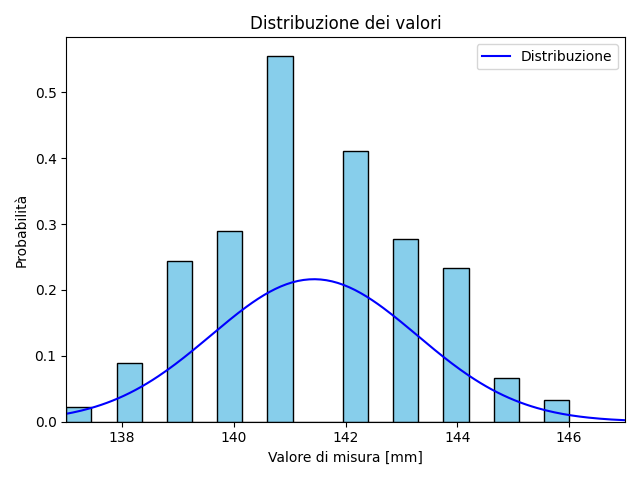 Distribuzione dei valori
Distribuzione
Probabilità
0.5
0.4
0.3
0.2
0.1
0.0
138 140 142 144 146
Valore di misura [mm]